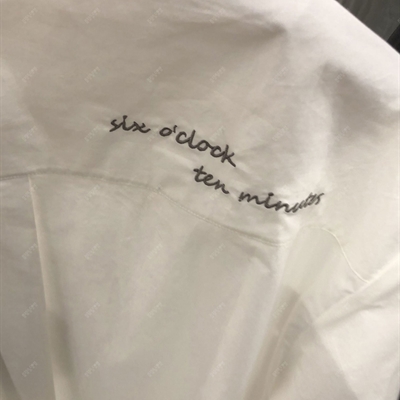 six o'clock
ten minutes